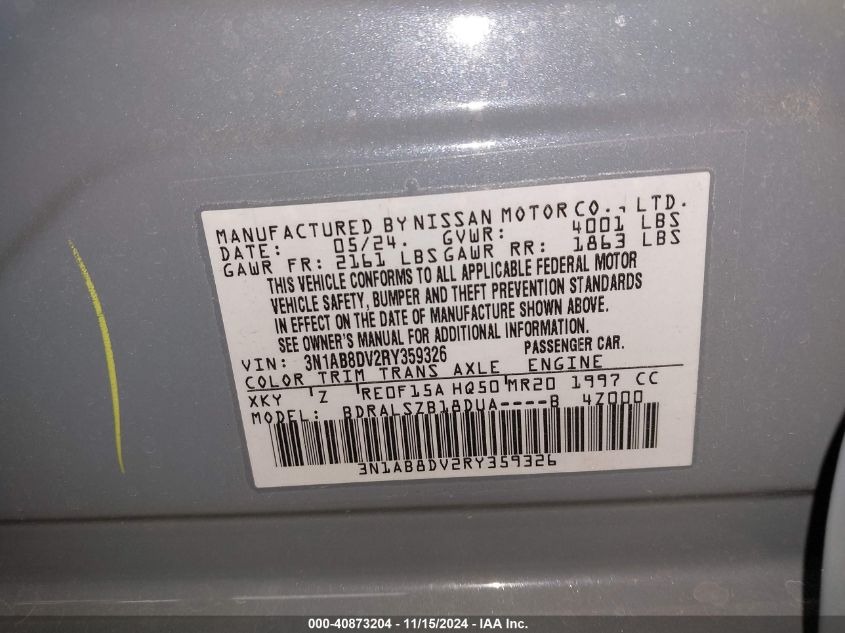 MANUFACTURED BY NISSAN MOTOR CO., LTD.
DATE: 05/24. GVWR: 4001 LBS
GAWR FR: 2161 LBS GAWR RR: 1863 LBS
THIS VEHICLE CONFORMS TO ALL APPLICABLE FEDERAL MOTOR
VEHICLE SAFETY, BUMPER AND THEFT PREVENTION STANDARDS
IN EFFECT ON THE DATE OF MANUFACTURE SHOWN ABOVE.
SEE OWNER'S MANUAL FOR ADDITIONAL INFORMATION.
VIN: 3N1AB8DV2RY359326 PASSENGER CAR.
COLOR TRIM TRANS AXLE ENGINE
XKY Z RE0F15A HQ50 MR20 1997 CC
MODEL: BDRALSZB18DUA----B 4Z000
3N1AB8DV2RY359326
000-40873204 - 11/15/2024 - IAA Inc.